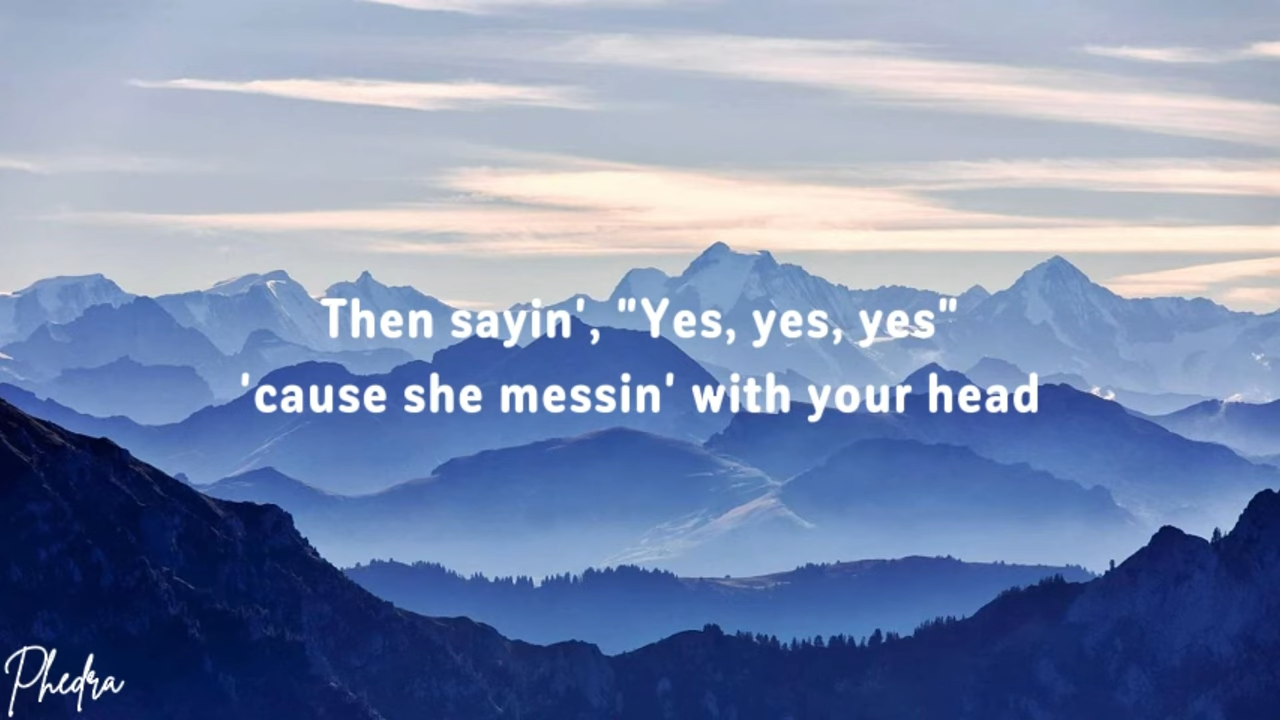 Then sayin', "Yes, yes, yes"
'cause she messin' with your head
Phedra